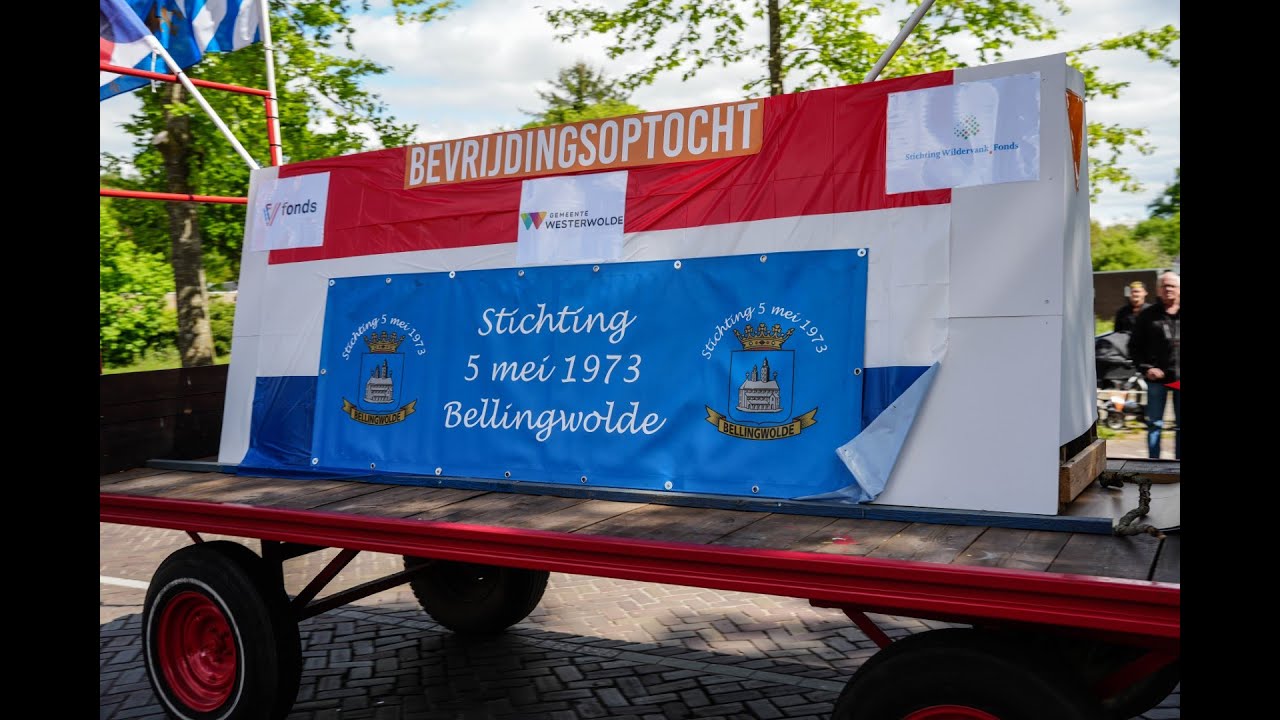 BEVRIJDINGSOPTOCHT
fonds
GEMEENTE
WESTERWOLDE
Stichting Wildervank Fonds
Stichting 5 mei 1973
BELLINGWOLDE
Stichting
5 mei 1973
Bellingwolde
Stichting 5 mei 1973
BELLINGWOLDE